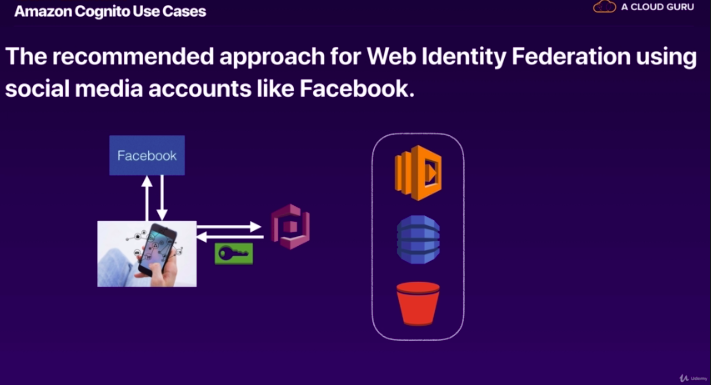 Amazon Cognito Use Cases
A CLOUD GURU
The recommended approach for Web Identity Federation using
social media accounts like Facebook.
Facebook
Udemy